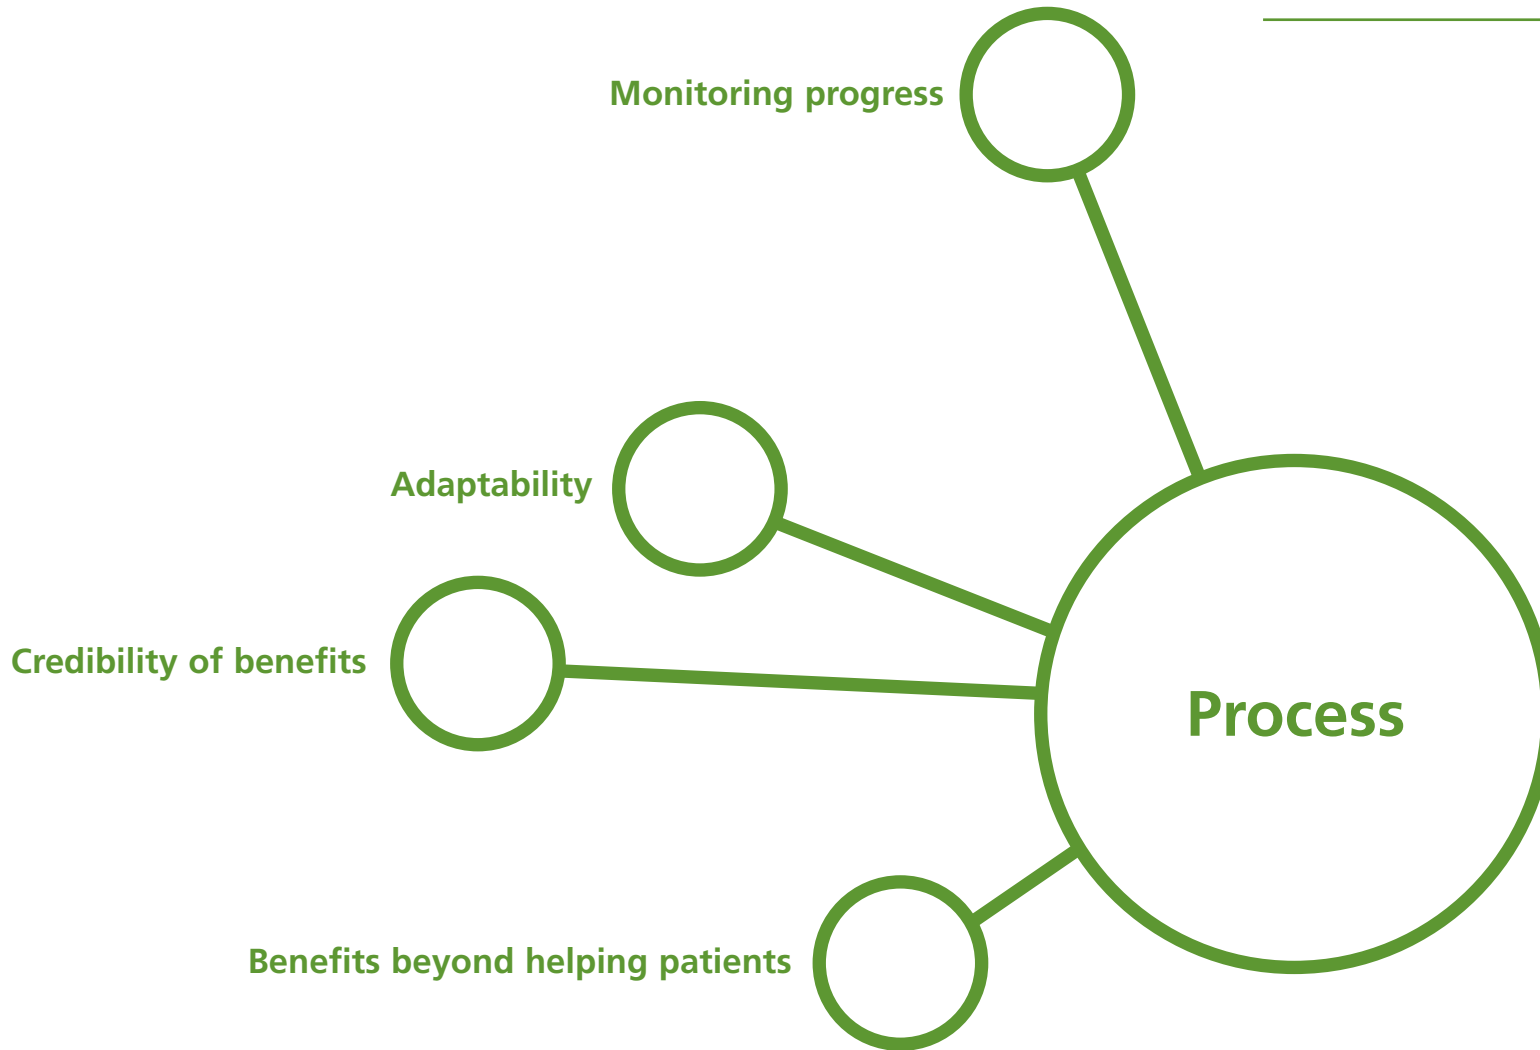 Monitoring progress
Adaptability
Credibility of benefits
Process
Benefits beyond helping patients